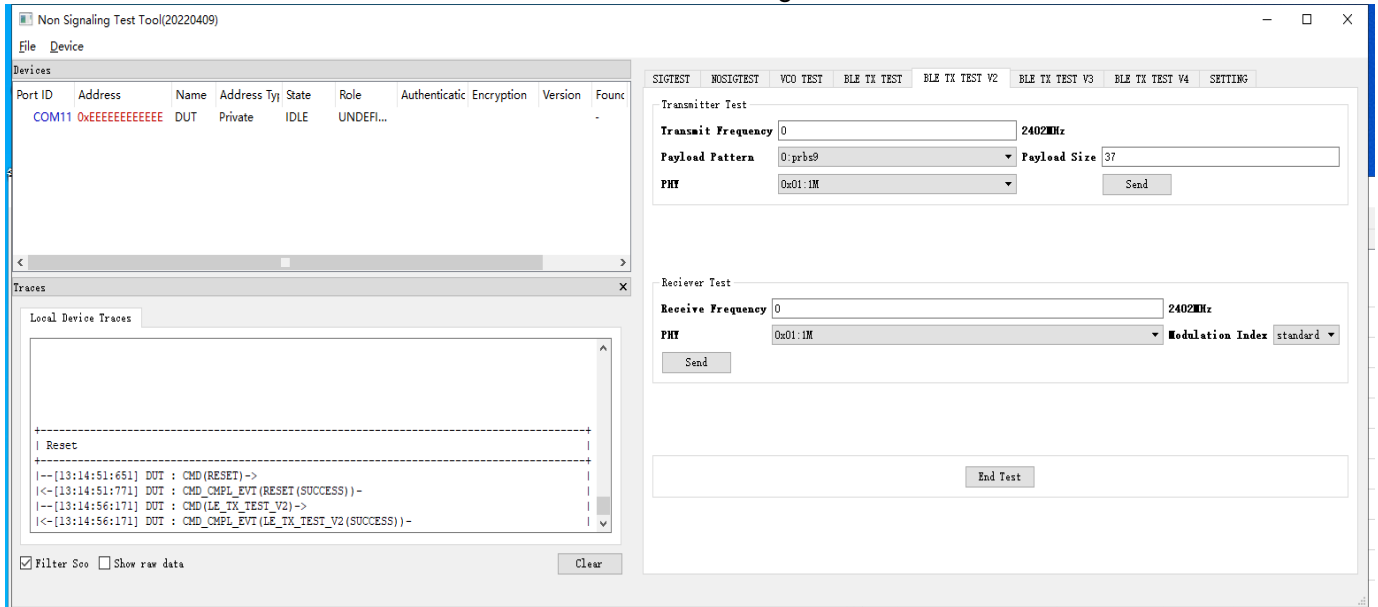 Non Signaling Test Tool(20220409)
File Device
Devices
Port ID Address Name Address Ty State Role Authenticatic Encryption Version Found
COM11 0xEEEEEEEEEEEE DUT Private IDLE UNDEFI... -
Traces
Local Device Traces
+-----------------------------------------------------------------------------------------+
| Reset |
+-----------------------------------------------------------------------------------------+
|--[13:14:51:651] DUT : CMD(RESET)-> |
|<-[13:14:51:771] DUT : CMD_CMPL_EVT(RESET(SUCCESS))- |
|--[13:14:56:171] DUT : CMD(LE_TX_TEST_V2)-> |
|<-[13:14:56:171] DUT : CMD_CMPL_EVT(LE_TX_TEST_V2(SUCCESS))- |
Filter Sco Show raw data Clear
SIGTEST NOSIGTEST VCO TEST BLE TX TEST BLE TX TEST V2 BLE TX TEST V3 BLE TX TEST V4 SETTING
Transmitter Test
Transmit Frequency 0 2402MHz
Payload Pattern 0:prbs9 Payload Size 37
PHY 0x01:1M Send
Reciever Test
Receive Frequency 0 2402MHz
PHY 0x01:1M Modulation Index standard
Send
End Test